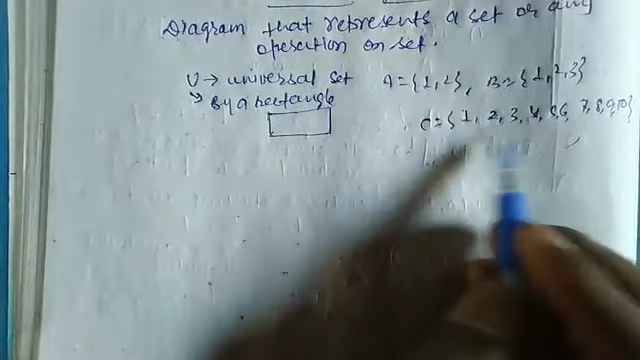 Diagram that represents a set or any
operation on set.
U → universal set A = {1,2}, B = {1,2,3}
→ by a rectangle
C = {1, 2, 3, 4, 5,6, 7,8,9,10}